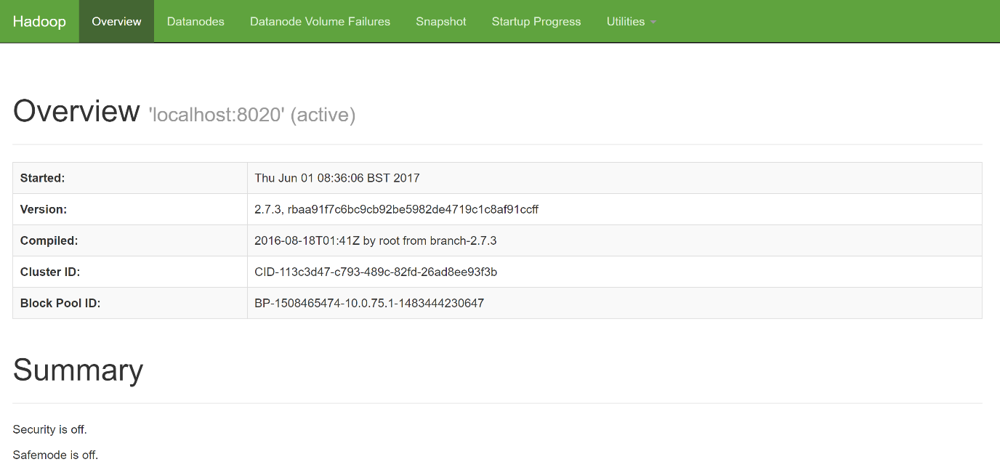 Hadoop Overview Datanodes Datanode Volume Failures Snapshot Startup Progress Utilities
Overview 'localhost:8020' (active)
Started: Thu Jun 01 08:36:06 BST 2017
Version: 2.7.3, rbaa91f7c6bc9cb92be5982de4719c1c8af91ccff
Compiled: 2016-08-18T01:41Z by root from branch-2.7.3
Cluster ID: CID-113c3d47-c793-489c-82fd-26ad8ee93f3b
Block Pool ID: BP-1508465474-10.0.75.1-1483444230647
Summary
Security is off.
Safemode is off.